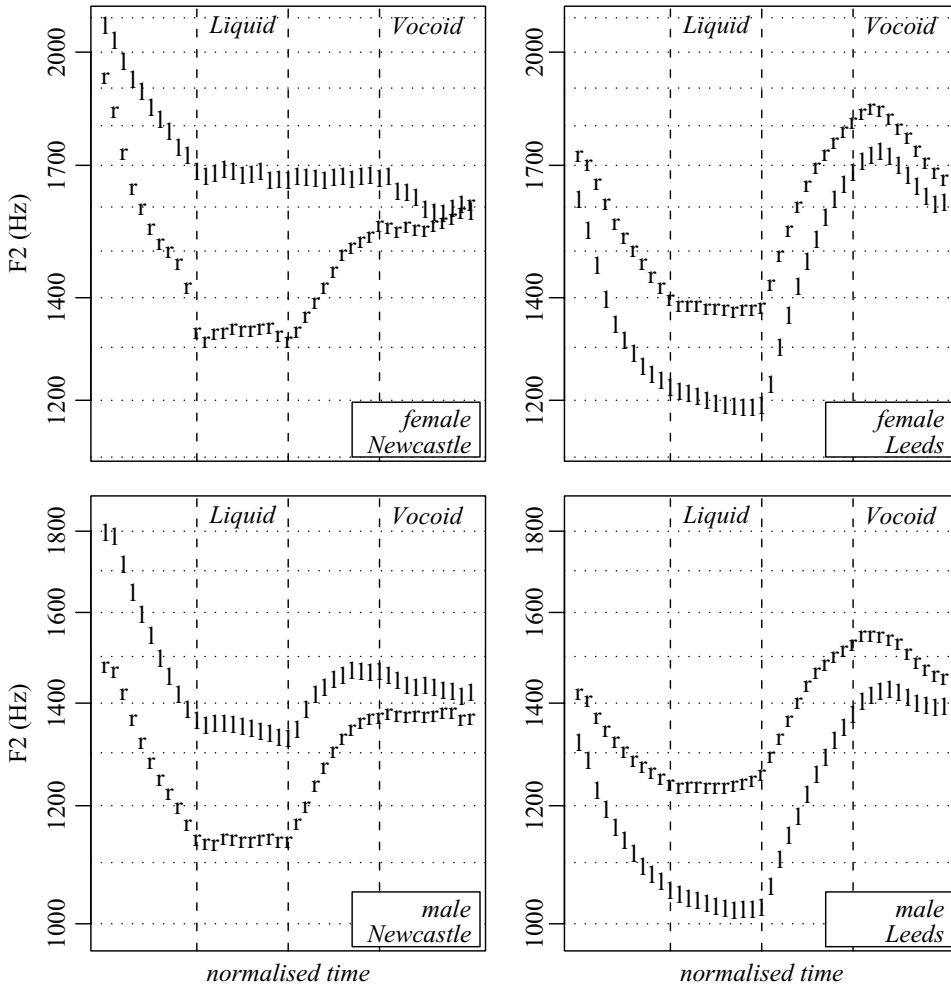 Liquid Vocoid
F2 (Hz)
2000
1700
1400
1200
female
Newcastle
Liquid Vocoid
2000
1700
1400
1200
female
Leeds
Liquid Vocoid
F2 (Hz)
1800
1600
1400
1200
1000
male
Newcastle
normalised time
Liquid Vocoid
1800
1600
1400
1200
1000
male
Leeds
normalised time